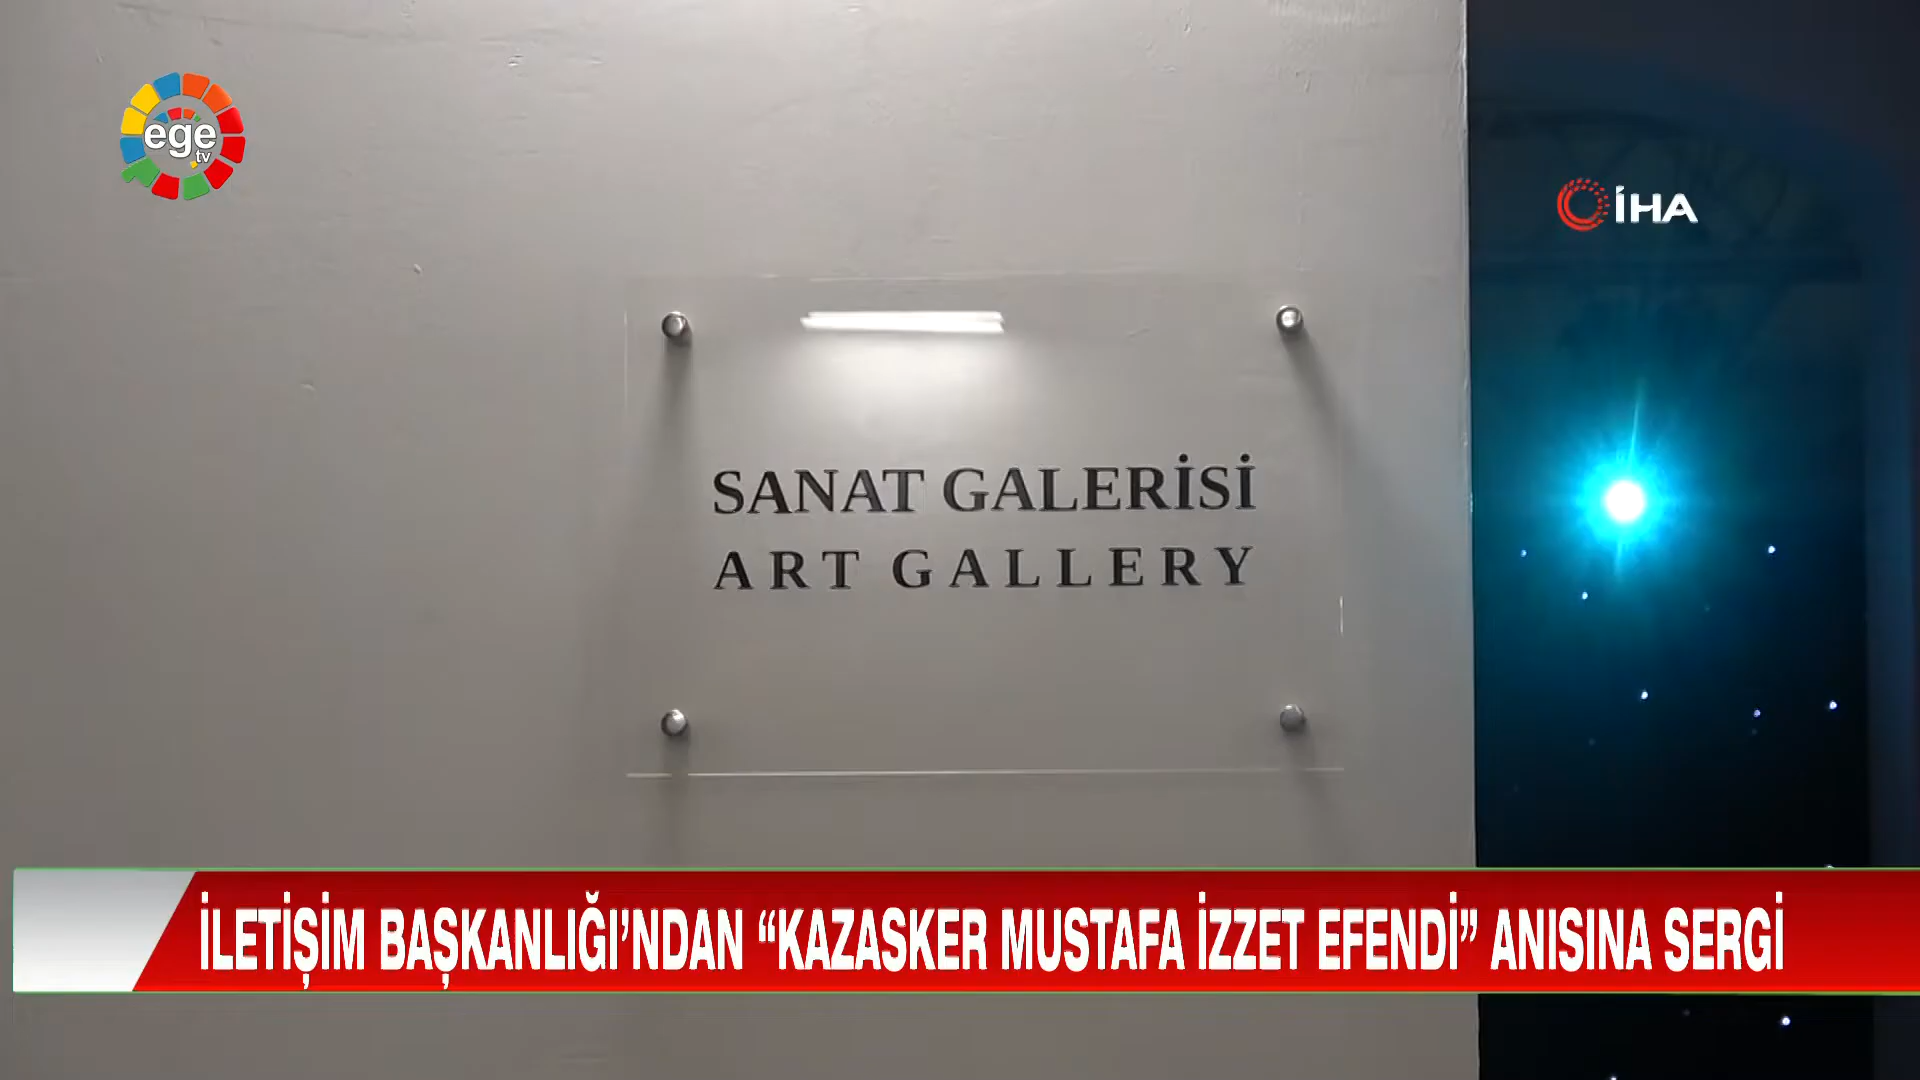 ege
tv
İHA
SANAT GALERİSİ
ART GALLERY
İLETİŞİM BAŞKANLIĞI’NDAN “KAZASKER MUSTAFA İZZET EFENDİ” ANISINA SERGİ